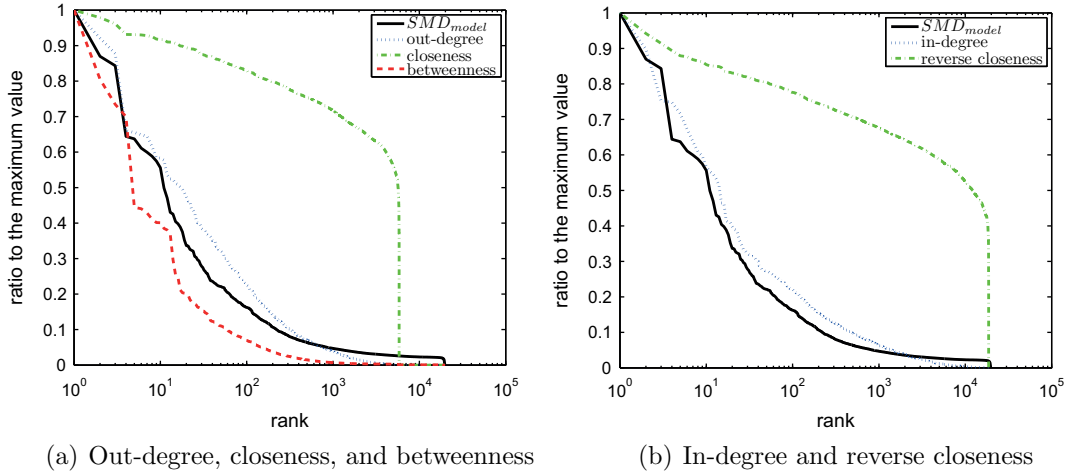 1
0.9
0.8
0.7
0.6
0.5
0.4
0.3
0.2
0.1
0
ratio to the maximum value
10^0
10^1
10^2
10^3
10^4
10^5
rank
SMD_model
out-degree
closeness
betweenness
(a) Out-degree, closeness, and betweenness
1
0.9
0.8
0.7
0.6
0.5
0.4
0.3
0.2
0.1
0
ratio to the maximum value
10^0
10^1
10^2
10^3
10^4
10^5
rank
SMD_model
in-degree
reverse closeness
(b) In-degree and reverse closeness